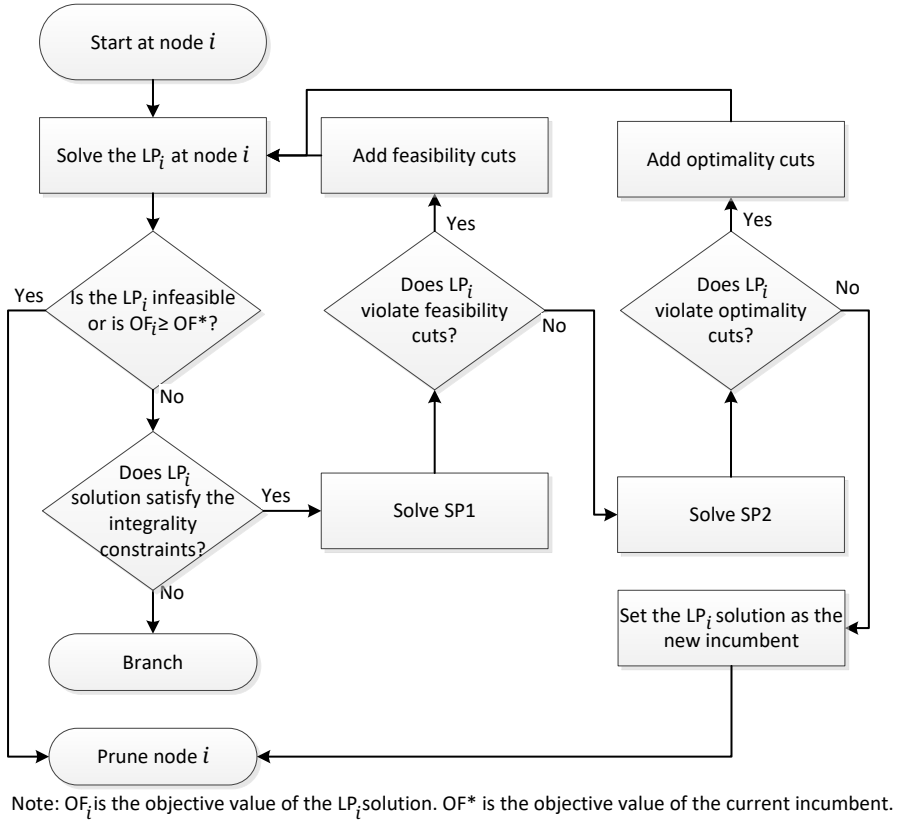 Start at node i
Solve the LPi at node i
Add feasibility cuts
Add optimality cuts
Yes
Is the LPi infeasible
or is OFi≥ OF*?
No
Yes
Does LPi
violate feasibility
cuts?
No
Yes
Does LPi
violate optimality
cuts?
No
Does LPi
solution satisfy the
integrality
constraints?
Yes
No
Solve SP1
Solve SP2
Set the LPi solution as the
new incumbent
Branch
Prune node i
Note: OFi is the objective value of the LPi solution. OF* is the objective value of the current incumbent.